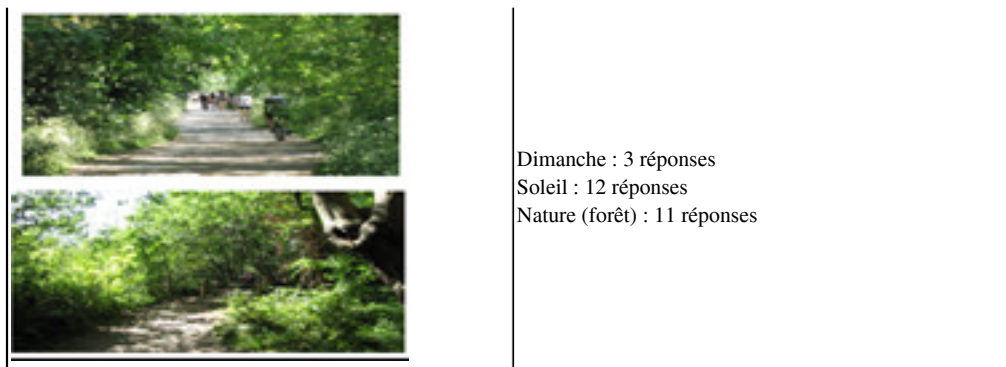 Dimanche : 3 réponses
Soleil : 12 réponses
Nature (forêt) : 11 réponses